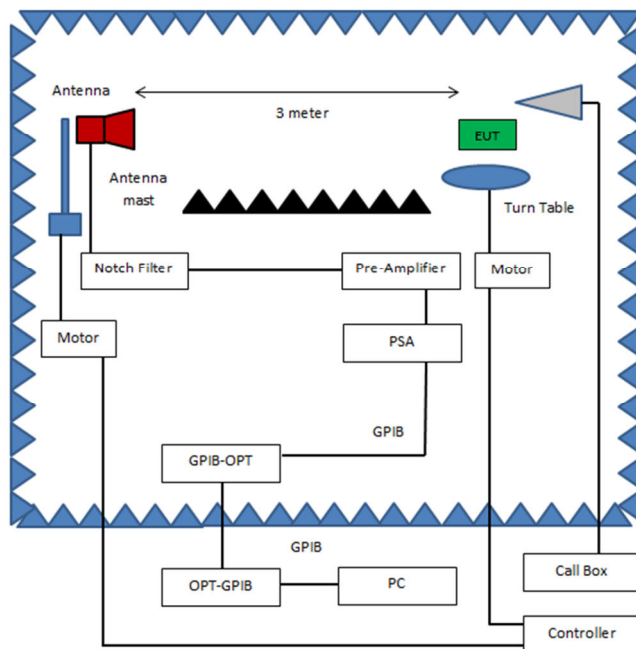 Antenna
3 meter
EUT
Antenna
mast
Turn Table
Notch Filter
Pre-Amplifier
Motor
Motor
PSA
GPIB
GPIB-OPT
GPIB
OPT-GPIB
PC
Call Box
Controller